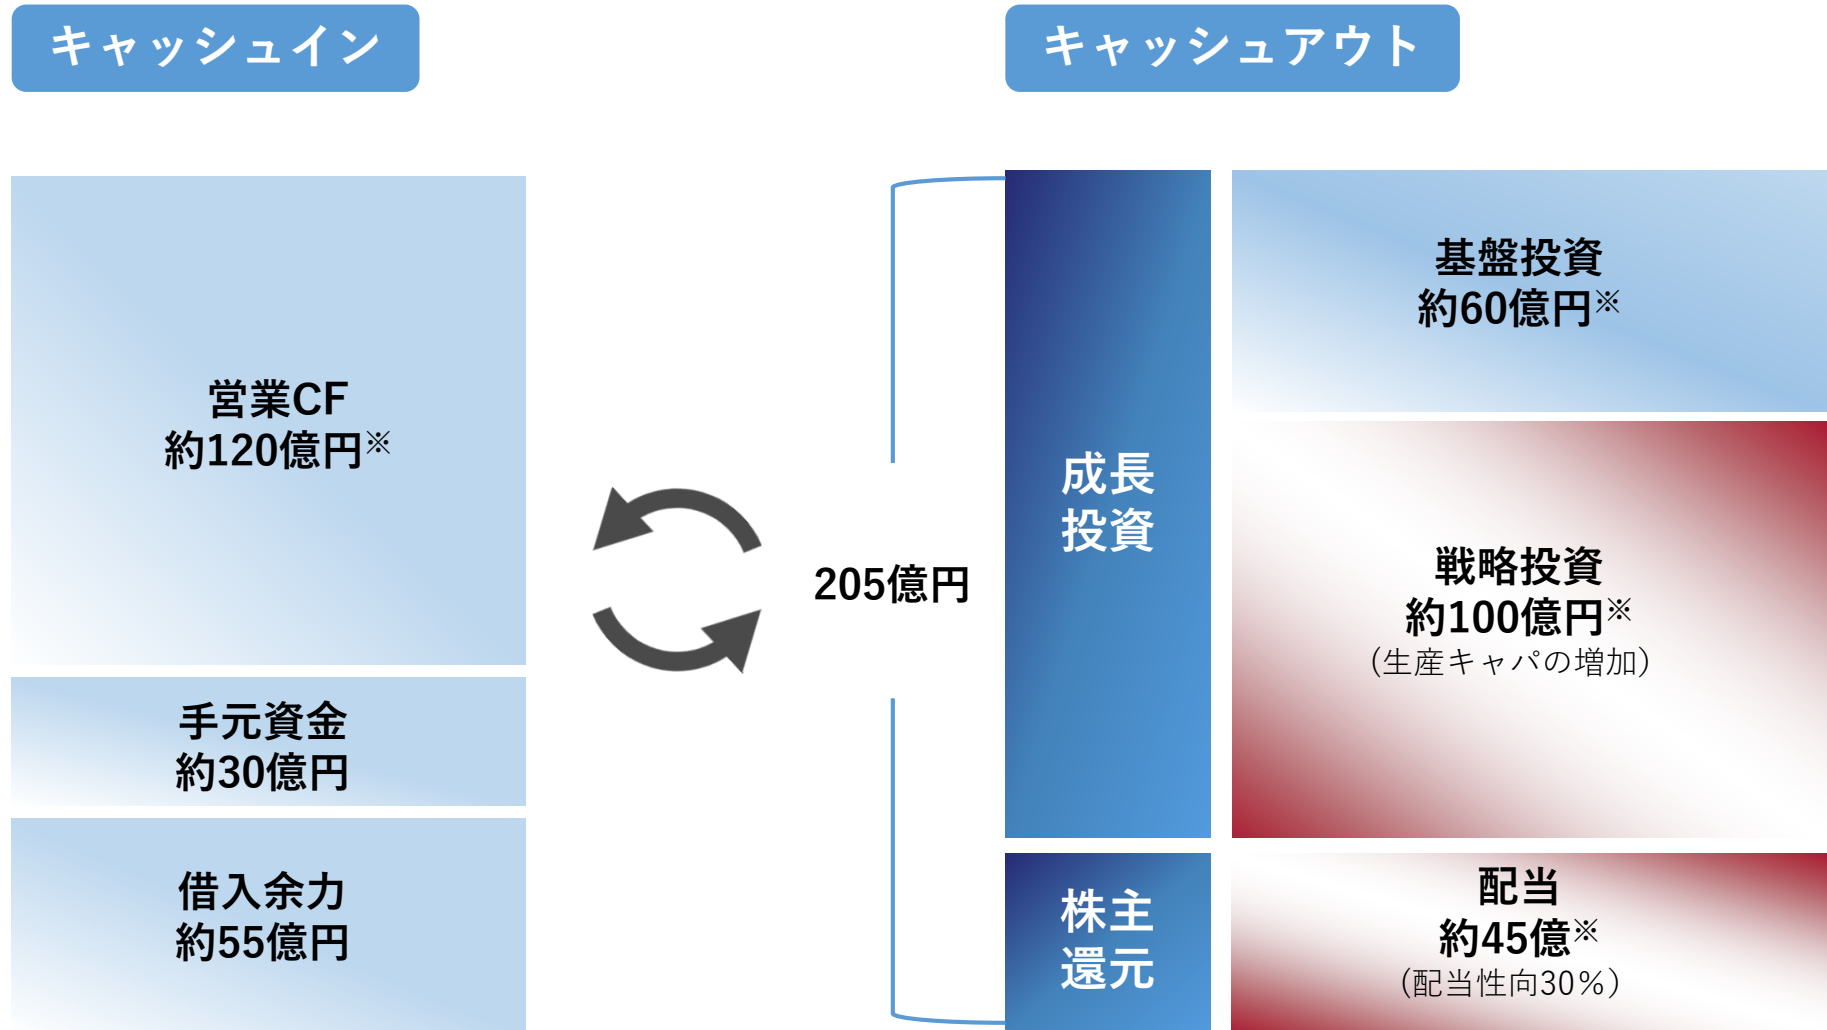 キャッシュイン
キャッシュアウト
営業CF
約120億円※
手元資金
約30億円
借入余力
約55億円
205億円
成長
投資
株主
還元
基盤投資
約60億円※
戦略投資
約100億円※
(生産キャパの増加)
配当
約45億※
(配当性向30%)